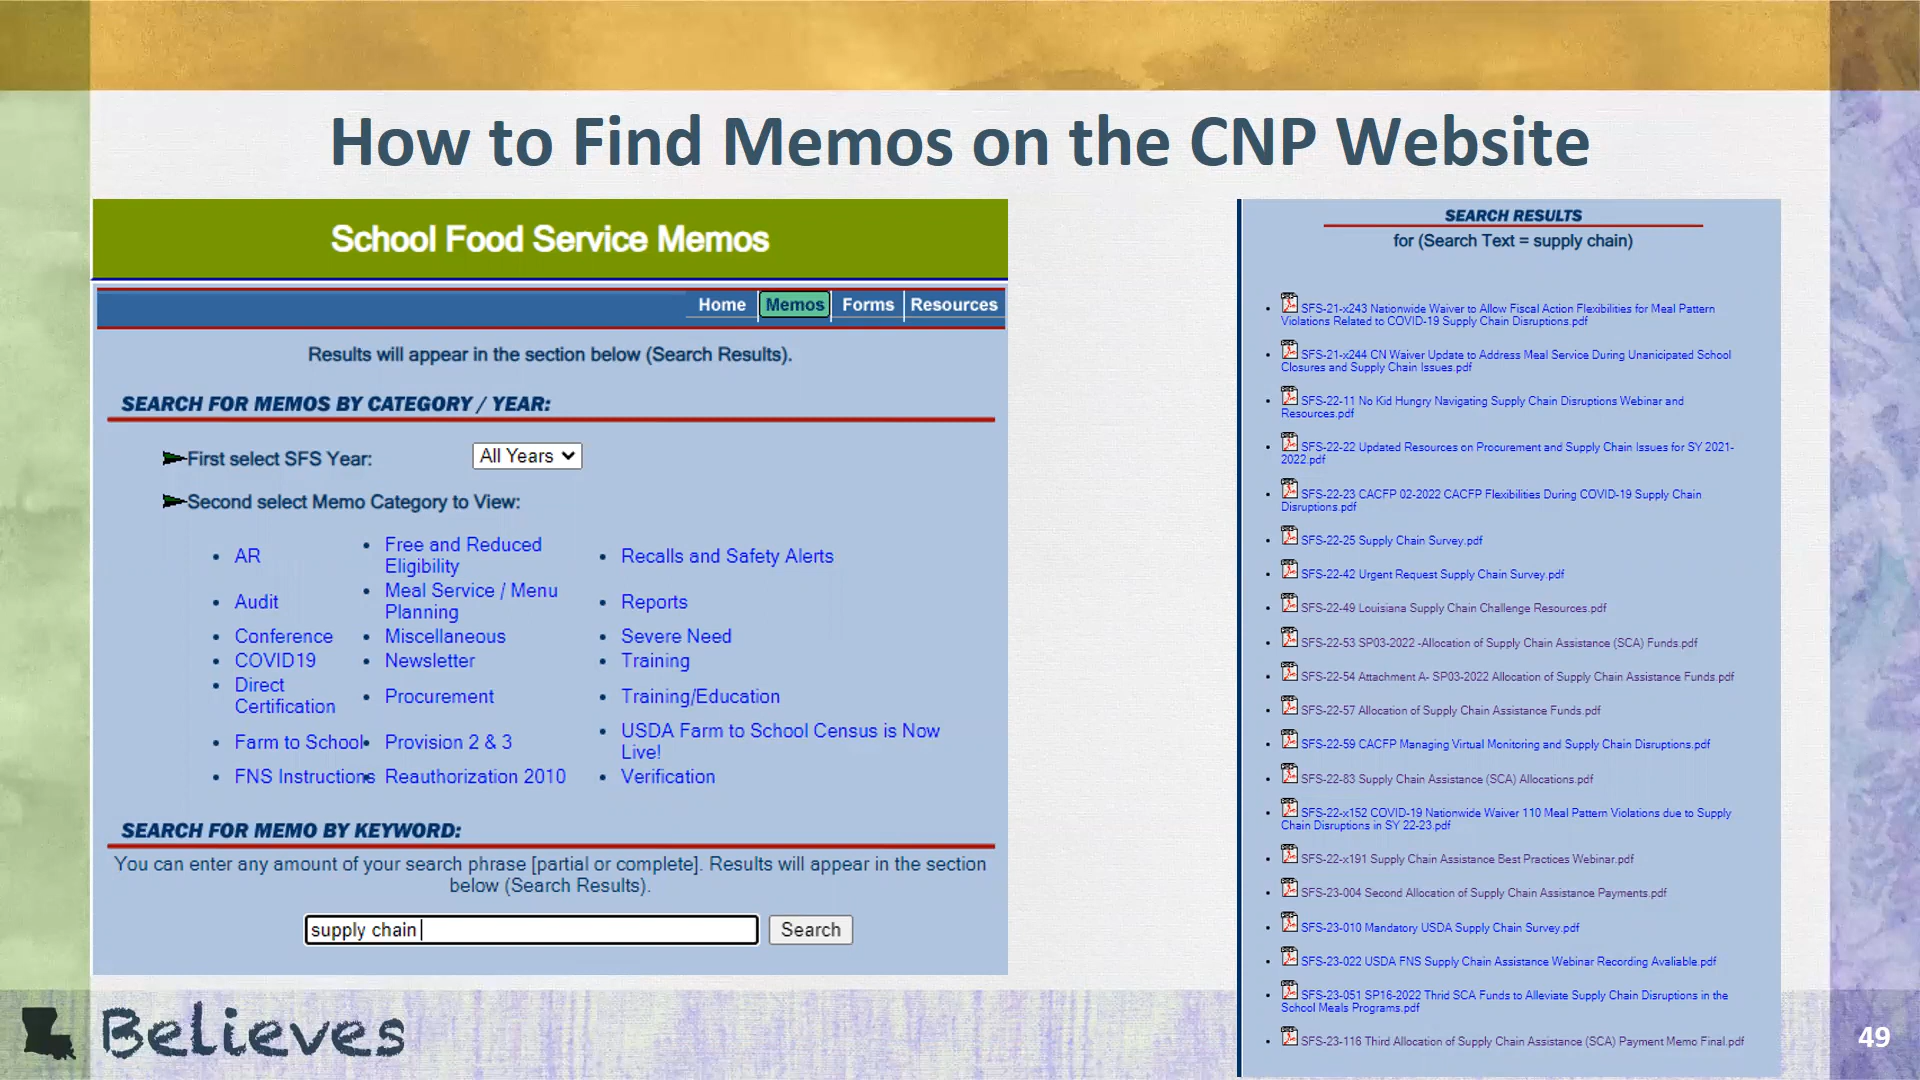 How to Find Memos on the CNP Website
School Food Service Memos
Home
Memos
Forms
Resources
Results will appear in the section below (Search Results).
SEARCH FOR MEMOS BY CATEGORY / YEAR:
First select SFS Year:
All Years
Second select Memo Category to View:
AR
Free and Reduced
Eligibility
Recalls and Safety Alerts
Audit
Meal Service / Menu
Planning
Reports
Conference
Miscellaneous
Severe Need
COVID19
Newsletter
Training
Direct
Certification
Procurement
Training/Education
Farm to School
Provision 2 & 3
USDA Farm to School Census is Now
Live!
FNS Instructions
Reauthorization 2010
Verification
SEARCH FOR MEMO BY KEYWORD:
You can enter any amount of your search phrase [partial or complete]. Results will appear in the section
below (Search Results).
supply chain
Search
SEARCH RESULTS
for (Search Text = supply chain)
SFS-21-x243 Nationwide Waiver to Allow Fiscal Action Flexibilities for Meal Pattern
Violations Related to COVID-19 Supply Chain Disruptions.pdf
SFS-21-x244 CN Waiver Update to Address Meal Service During Unanicipated School
Closures and Supply Chain Issues.pdf
SFS-22-11 No Kid Hungry Navigating Supply Chain Disruptions Webinar and
Resources.pdf
SFS-22-22 Updated Resources on Procurement and Supply Chain Issues for SY 2021-
2022.pdf
SFS-22-23 CACFP 02-2022 CACFP Flexibilities During COVID-19 Supply Chain
Disruptions.pdf
SFS-22-25 Supply Chain Survey.pdf
SFS-22-42 Urgent Request Supply Chain Survey.pdf
SFS-22-49 Louisiana Supply Chain Challenge Resources.pdf
SFS-22-53 SP03-2022 -Allocation of Supply Chain Assistance (SCA) Funds.pdf
SFS-22-54 Attachment A- SP03-2022 Allocation of Supply Chain Assistance Funds.pdf
SFS-22-57 Allocation of Supply Chain Assistance Funds.pdf
SFS-22-59 CACFP Managing Virtual Monitoring and Supply Chain Disruptions.pdf
SFS-22-83 Supply Chain Assistance (SCA) Allocations.pdf
SFS-22-x152 COVID-19 Nationwide Waiver 110 Meal Pattern Violations due to Supply
Chain Disruptions in SY 22-23.pdf
SFS-22-x191 Supply Chain Assistance Best Practices Webinar.pdf
SFS-23-004 Second Allocation of Supply Chain Assistance Payments.pdf
SFS-23-010 Mandatory USDA Supply Chain Survey.pdf
SFS-23-022 USDA FNS Supply Chain Assistance Webinar Recording Avaliable.pdf
SFS-23-051 SP16-2022 Thrid SCA Funds to Alleviate Supply Chain Disruptions in the
School Meals Programs.pdf
SFS-23-116 Third Allocation of Supply Chain Assistance (SCA) Payment Memo Final.pdf
Believes
49